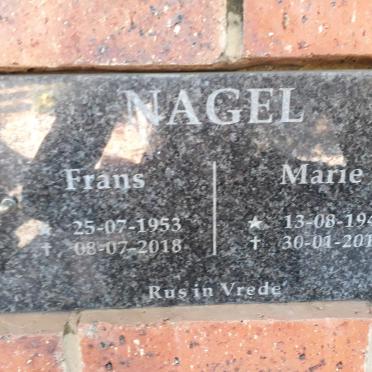 NAGEL
Frans Marie
★ 25-07-1953 ★
✝ 08-07-2018 ✝
Rus in Vrede